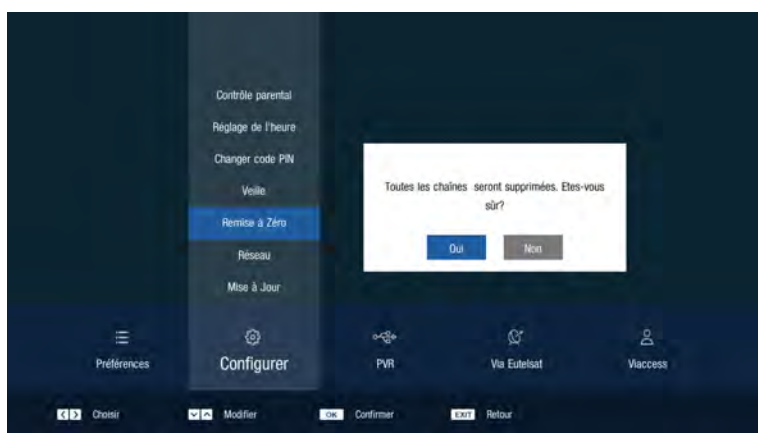 Contrôle parental
Réglage de l'heure
Changer code PIN
Veille
Remise à Zéro
Réseau
Mise à Jour
Toutes les chaînes seront supprimées. Etes-vous
sûr?
Oui Non
Préférences Configurer PVR Via Eutelsat Viaccess
Choisir Modifier OK Confirmer EXIT Retour